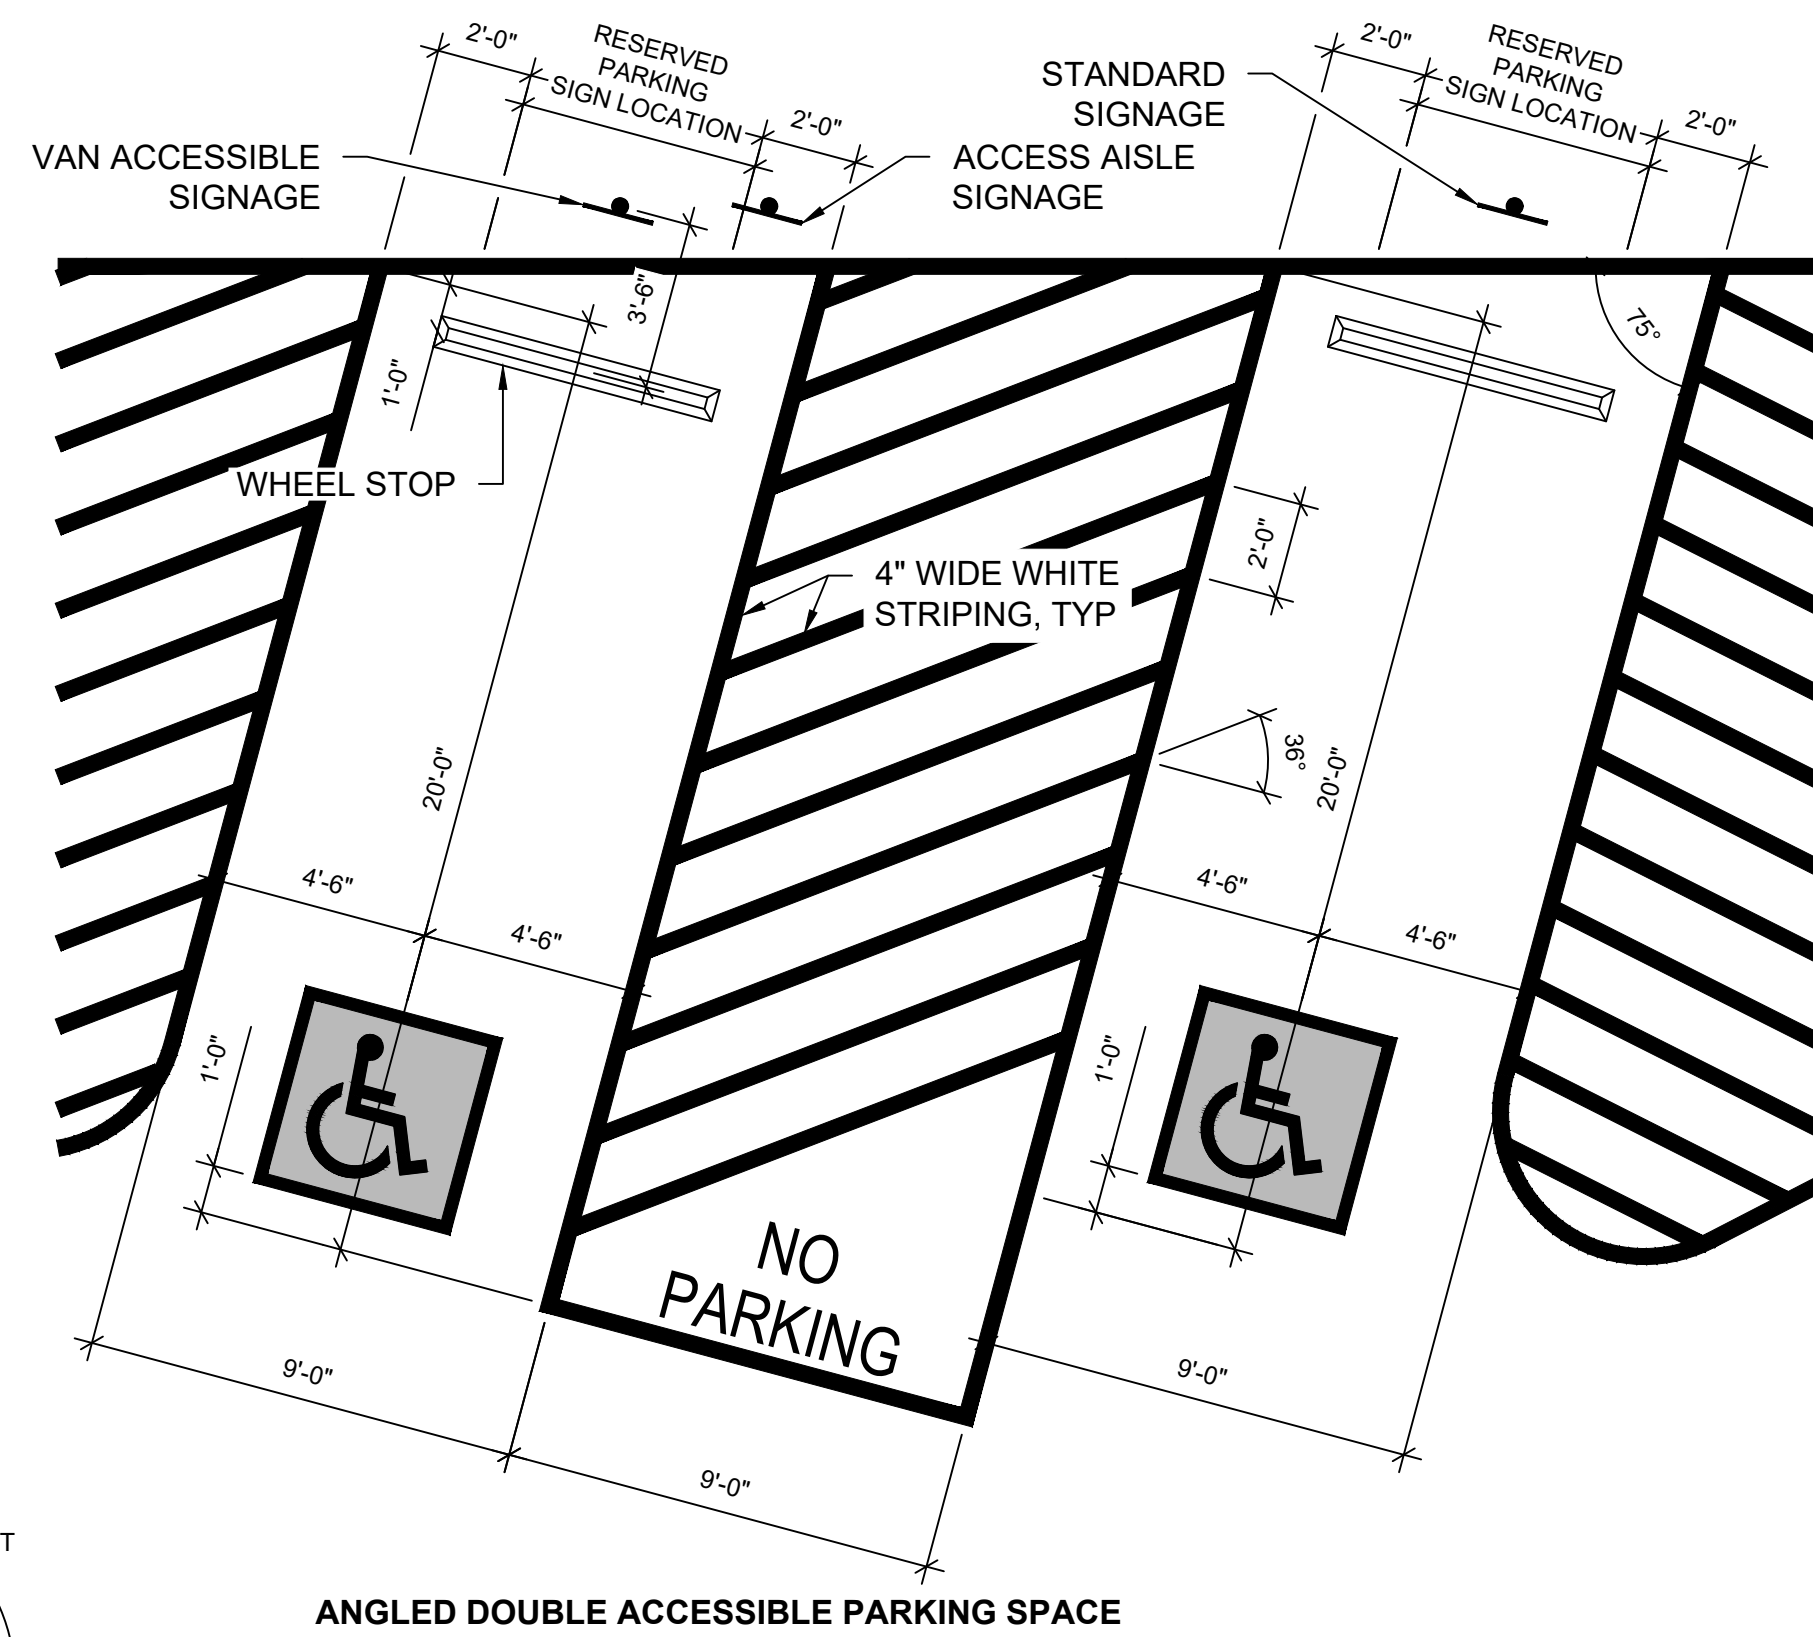 2'-0"
RESERVED
PARKING
SIGN LOCATION
2'-0"
STANDARD
SIGNAGE
2'-0"
RESERVED
PARKING
SIGN LOCATION
2'-0"
VAN ACCESSIBLE
SIGNAGE
ACCESS AISLE
SIGNAGE
3'-6"
75°
1'-0"
WHEEL STOP
2'-0"
4" WIDE WHITE
STRIPING, TYP
36°
20'-0"
20'-0"
4'-6"
4'-6"
4'-6"
4'-6"
1'-0"
1'-0"
NO
PARKING
9'-0"
9'-0"
9'-0"
T
ANGLED DOUBLE ACCESSIBLE PARKING SPACE